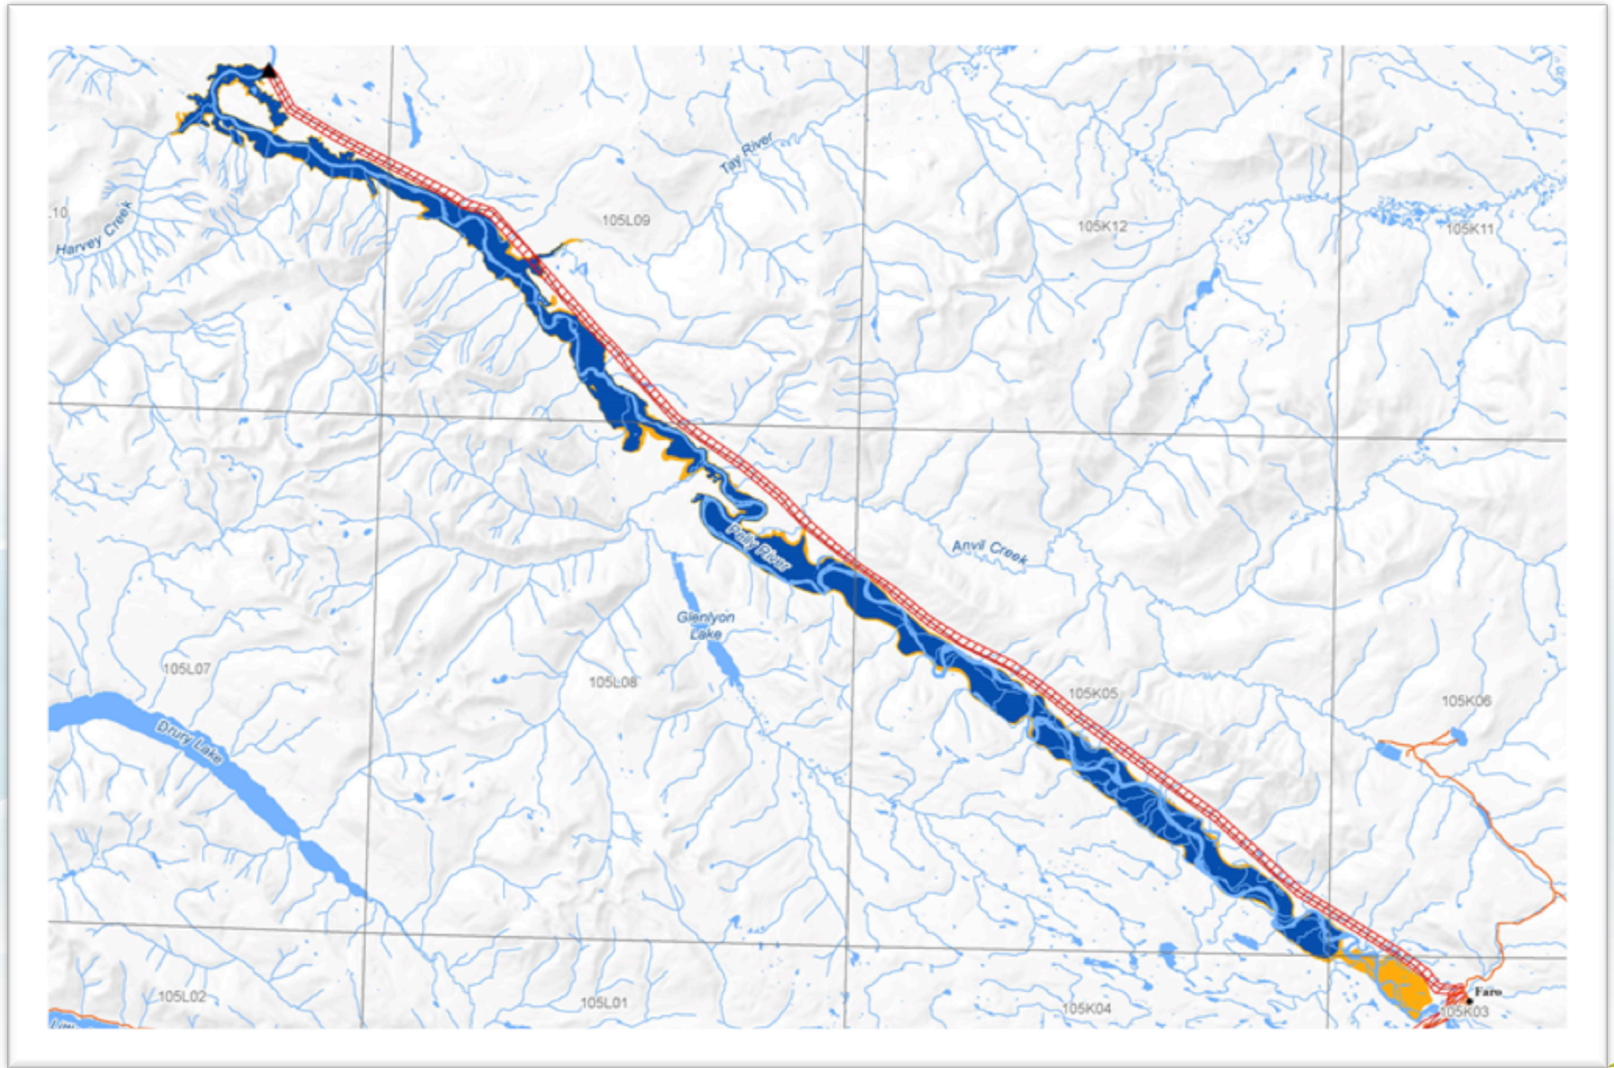 Tay River
.10
Harvey Creek
105L09
105K12
105K11
Pelly River
Anvil Creek
Glenlyon
Lake
105L07
105L08
105K05
105K06
Drury Lake
Faro
105L02
105L01
105K04
105K03